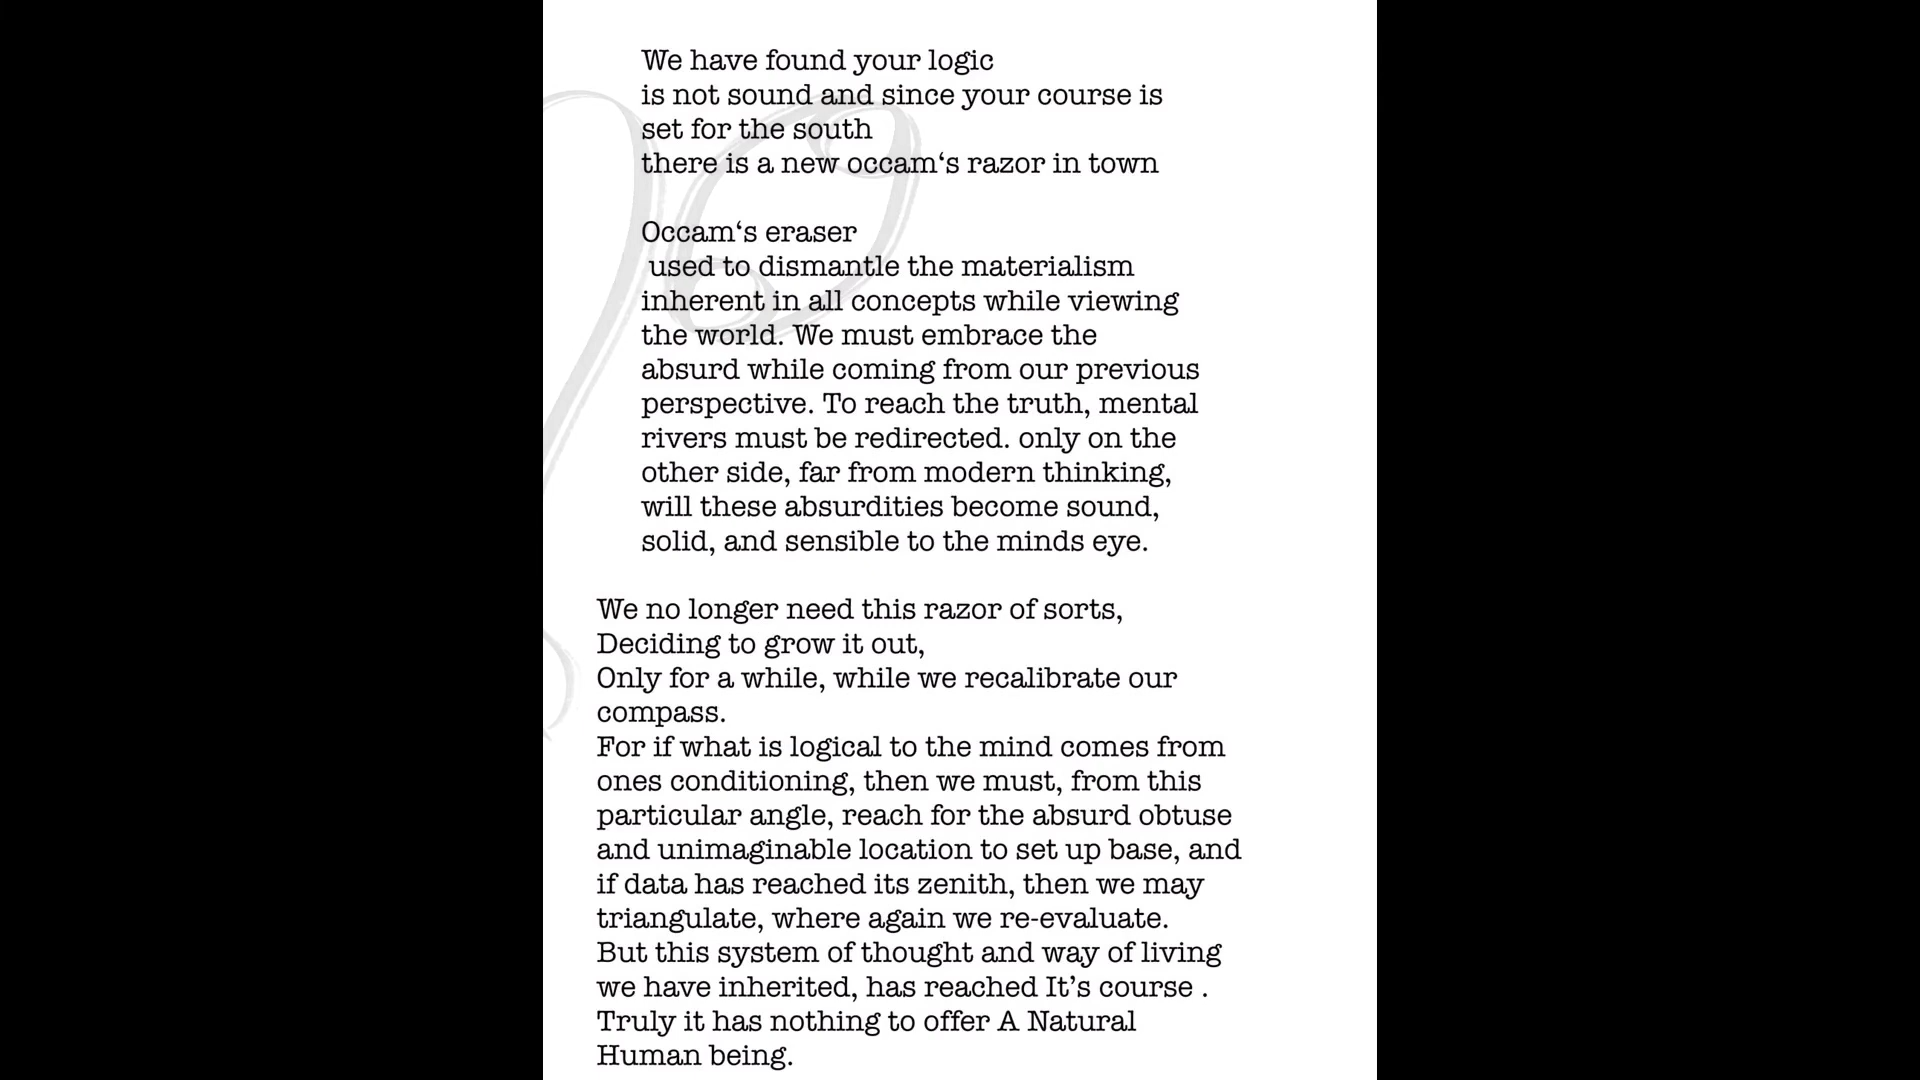 We have found your logic
is not sound and since your course is
set for the south
there is a new occam‘s razor in town
Occam‘s eraser
used to dismantle the materialism
inherent in all concepts while viewing
the world. We must embrace the
absurd while coming from our previous
perspective. To reach the truth, mental
rivers must be redirected. only on the
other side, far from modern thinking,
will these absurdities become sound,
solid, and sensible to the minds eye.
We no longer need this razor of sorts,
Deciding to grow it out,
Only for a while, while we recalibrate our
compass.
For if what is logical to the mind comes from
ones conditioning, then we must, from this
particular angle, reach for the absurd obtuse
and unimaginable location to set up base, and
if data has reached its zenith, then we may
triangulate, where again we re-evaluate.
But this system of thought and way of living
we have inherited, has reached It’s course .
Truly it has nothing to offer A Natural
Human being.